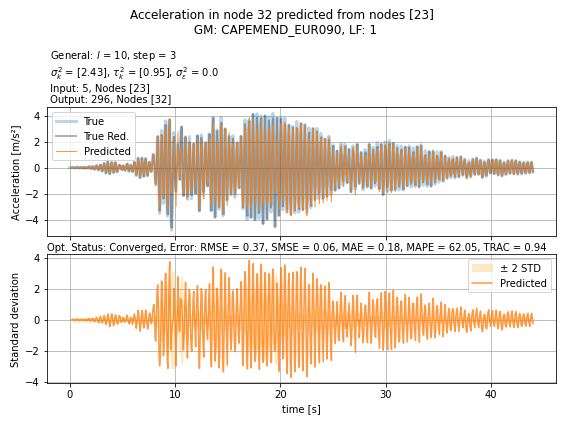 Acceleration in node 32 predicted from nodes [23]
GM: CAPEMEND_EUR090, LF: 1
General: l = 10, step = 3
σ²ₖ = [2.43], τ²ₖ = [0.95], σ²ε = 0.0
Input: 5, Nodes [23]
Output: 296, Nodes [32]
Acceleration [m/s²]
4
2
0
−2
−4
True
True Red.
Predicted
Opt. Status: Converged, Error: RMSE = 0.37, SMSE = 0.06, MAE = 0.18, MAPE = 62.05, TRAC = 0.94
Standard deviation
4
2
0
−2
−4
± 2 STD
Predicted
0
10
20
30
40
time [s]